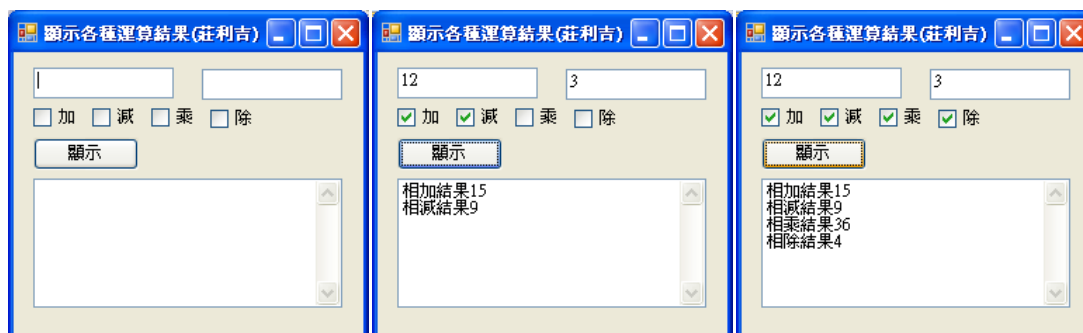 顯示各種運算結果(莊利吉)
加 減 乘 除
顯示
顯示各種運算結果(莊利吉)
12 3
加 減 乘 除
顯示
相加結果15
相減結果9
顯示各種運算結果(莊利吉)
12 3
加 減 乘 除
顯示
相加結果15
相減結果9
相乘結果36
相除結果4